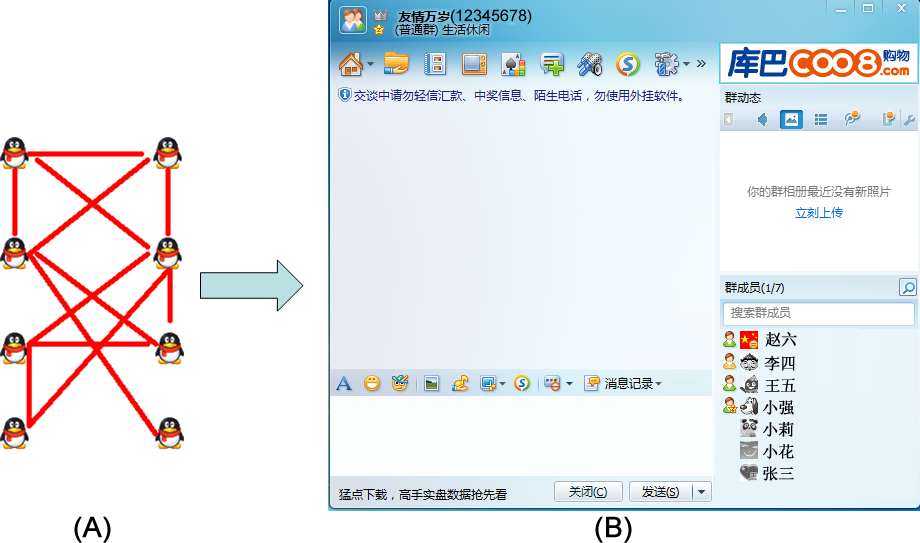 友情万岁(12345678)
(普通群) 生活休闲
»
库巴COO8购物
.com
交谈中请勿轻信汇款、中奖信息、陌生电话，勿使用外挂软件。
群动态
你的群相册最近没有新照片
立刻上传
群成员(1/7)
搜索群成员
赵六
李四
王五
小强
小莉
小花
张三
A
消息记录
猛点下载，高手实盘数据抢先看
关闭(C)
发送(S)
(A)
(B)